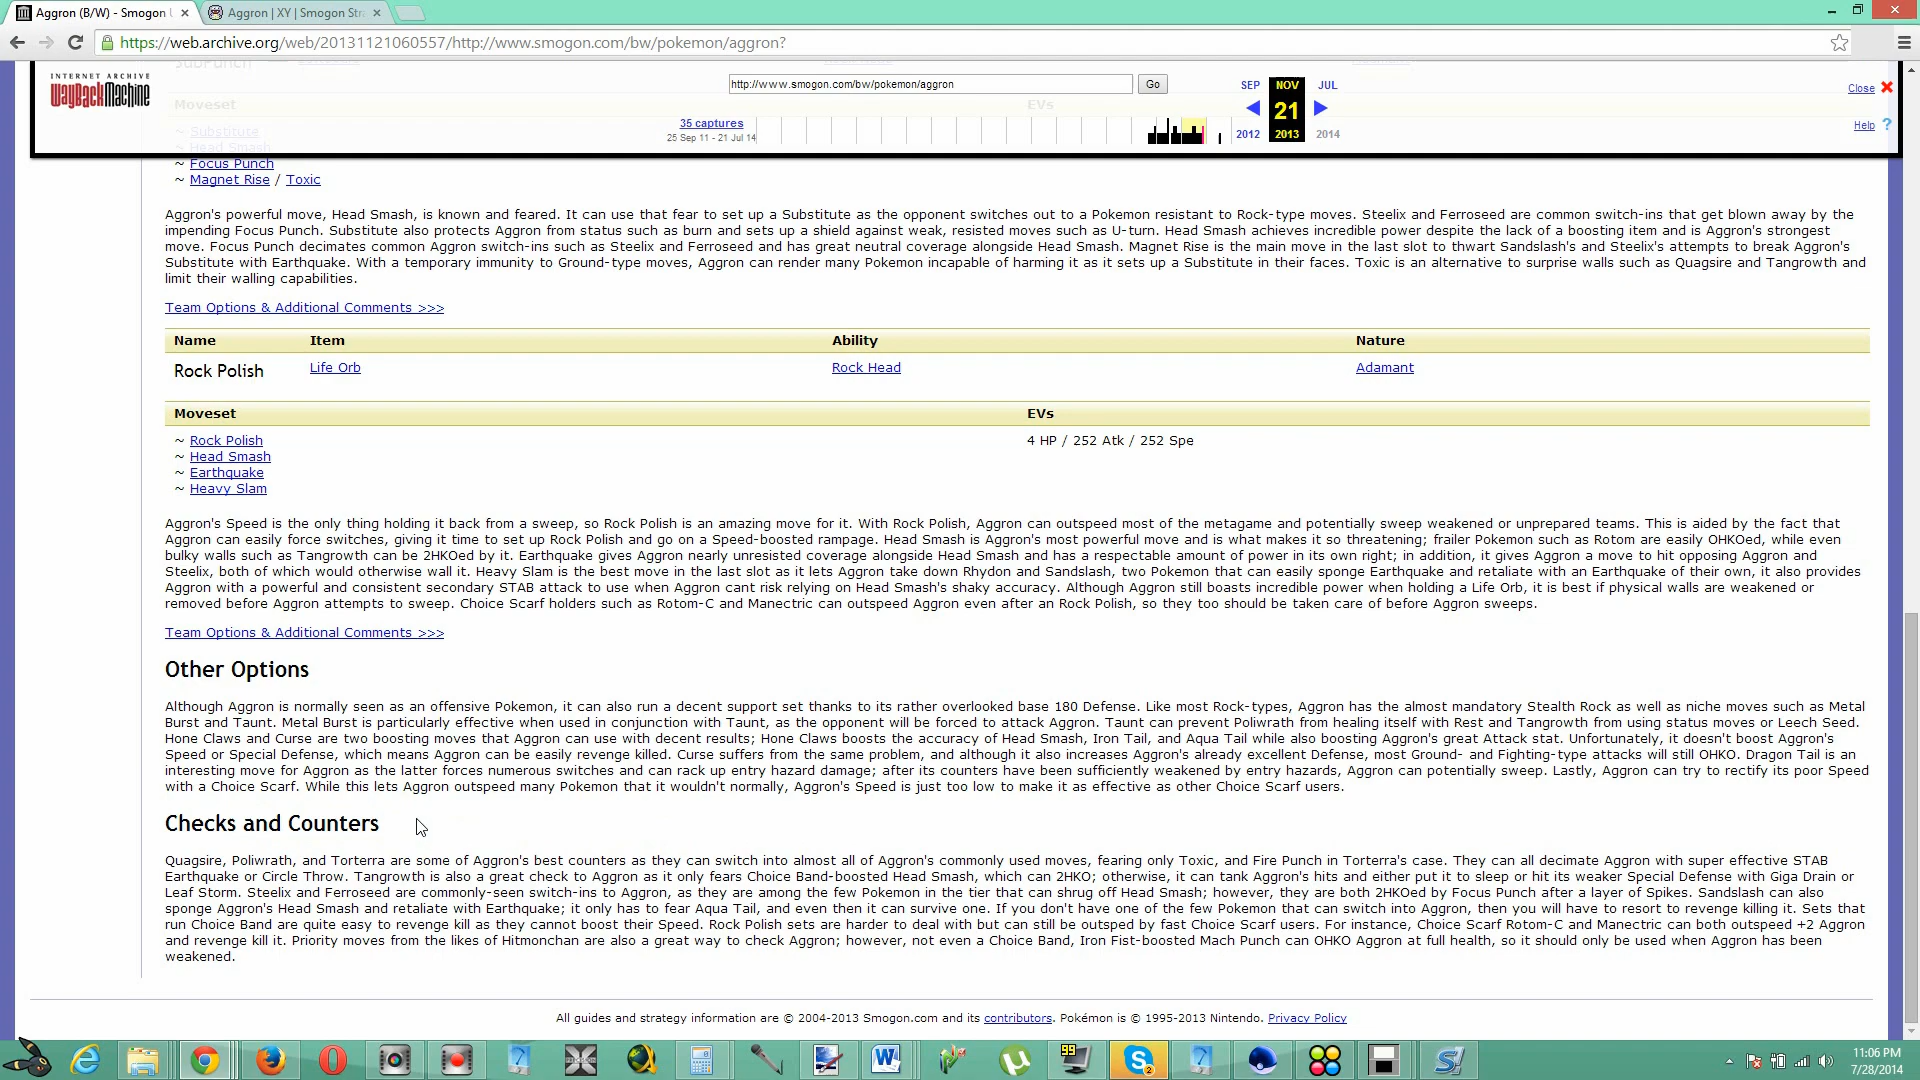 Aggron (B/W) - Smogon U
Aggron | XY | Smogon Str
https://web.archive.org/web/20131121060557/http://www.smogon.com/bw/pokemon/aggron?
SubPunch
INTERNET ARCHIVE
WayBackMachine
http://www.smogon.com/bw/pokemon/aggron
Go
SEP NOV JUL
Close
35 captures
21
25 Sep 11 - 21 Jul 14
2012 2013 2014
Help ?
Moveset EVs
~ Substitute
~ Head Smash
~ Focus Punch
~ Magnet Rise / Toxic
Aggron's powerful move, Head Smash, is known and feared. It can use that fear to set up a Substitute as the opponent switches out to a Pokemon resistant to Rock-type moves. Steelix and Ferroseed are common switch-ins that get blown away by the
impending Focus Punch. Substitute also protects Aggron from status such as burn and sets up a shield against weak, resisted moves such as U-turn. Head Smash achieves incredible power despite the lack of a boosting item and is Aggron's strongest
move. Focus Punch decimates common Aggron switch-ins such as Steelix and Ferroseed and has great neutral coverage alongside Head Smash. Magnet Rise is the main move in the last slot to thwart Sandslash's and Steelix's attempts to break Aggron's
Substitute with Earthquake. With a temporary immunity to Ground-type moves, Aggron can render many Pokemon incapable of harming it as it sets up a Substitute in their faces. Toxic is an alternative to surprise walls such as Quagsire and Tangrowth and
limit their walling capabilities.
Team Options & Additional Comments >>>
Name Item Ability Nature
Rock Polish Life Orb Rock Head Adamant
Moveset EVs
~ Rock Polish 4 HP / 252 Atk / 252 Spe
~ Head Smash
~ Earthquake
~ Heavy Slam
Aggron's Speed is the only thing holding it back from a sweep, so Rock Polish is an amazing move for it. With Rock Polish, Aggron can outspeed most of the metagame and potentially sweep weakened or unprepared teams. This is aided by the fact that
Aggron can easily force switches, giving it time to set up Rock Polish and go on a Speed-boosted rampage. Head Smash is Aggron's most powerful move and is what makes it so threatening; frailer Pokemon such as Rotom are easily OHKOed, while even
bulky walls such as Tangrowth can be 2HKOed by it. Earthquake gives Aggron nearly unresisted coverage alongside Head Smash and has a respectable amount of power in its own right; in addition, it gives Aggron a move to hit opposing Aggron and
Steelix, both of which would otherwise wall it. Heavy Slam is the best move in the last slot as it lets Aggron take down Rhydon and Sandslash, two Pokemon that can easily sponge Earthquake and retaliate with an Earthquake of their own, it also provides
Aggron with a powerful and consistent secondary STAB attack to use when Aggron cant risk relying on Head Smash's shaky accuracy. Although Aggron still boasts incredible power when holding a Life Orb, it is best if physical walls are weakened or
removed before Aggron attempts to sweep. Choice Scarf holders such as Rotom-C and Manectric can outspeed Aggron even after an Rock Polish, so they too should be taken care of before Aggron sweeps.
Team Options & Additional Comments >>>
Other Options
Although Aggron is normally seen as an offensive Pokemon, it can also run a decent support set thanks to its rather overlooked base 180 Defense. Like most Rock-types, Aggron has the almost mandatory Stealth Rock as well as niche moves such as Metal
Burst and Taunt. Metal Burst is particularly effective when used in conjunction with Taunt, as the opponent will be forced to attack Aggron. Taunt can prevent Poliwrath from healing itself with Rest and Tangrowth from using status moves or Leech Seed.
Hone Claws and Curse are two boosting moves that Aggron can use with decent results; Hone Claws boosts the accuracy of Head Smash, Iron Tail, and Aqua Tail while also boosting Aggron's great Attack stat. Unfortunately, it doesn't boost Aggron's
Speed or Special Defense, which means Aggron can be easily revenge killed. Curse suffers from the same problem, and although it also increases Aggron's already excellent Defense, most Ground- and Fighting-type attacks will still OHKO. Dragon Tail is an
interesting move for Aggron as the latter forces numerous switches and can rack up entry hazard damage; after its counters have been sufficiently weakened by entry hazards, Aggron can potentially sweep. Lastly, Aggron can try to rectify its poor Speed
with a Choice Scarf. While this lets Aggron outspeed many Pokemon that it wouldn't normally, Aggron's Speed is just too low to make it as effective as other Choice Scarf users.
Checks and Counters
Quagsire, Poliwrath, and Torterra are some of Aggron's best counters as they can switch into almost all of Aggron's commonly used moves, fearing only Toxic, and Fire Punch in Torterra's case. They can all decimate Aggron with super effective STAB
Earthquake or Circle Throw. Tangrowth is also a great check to Aggron as it only fears Choice Band-boosted Head Smash, which can 2HKO; otherwise, it can tank Aggron's hits and either put it to sleep or hit its weaker Special Defense with Giga Drain or
Leaf Storm. Steelix and Ferroseed are commonly-seen switch-ins to Aggron, as they are among the few Pokemon in the tier that can shrug off Head Smash; however, they are both 2HKOed by Focus Punch after a layer of Spikes. Sandslash can also
sponge Aggron's Head Smash and retaliate with Earthquake; it only has to fear Aqua Tail, and even then it can survive one. If you don't have one of the few Pokemon that can switch into Aggron, then you will have to resort to revenge killing it. Sets that
run Choice Band are quite easy to revenge kill as they cannot boost their Speed. Rock Polish sets are harder to deal with but can still be outsped by fast Choice Scarf users. For instance, Choice Scarf Rotom-C and Manectric can both outspeed +2 Aggron
and revenge kill it. Priority moves from the likes of Hitmonchan are also a great way to check Aggron; however, not even a Choice Band, Iron Fist-boosted Mach Punch can OHKO Aggron at full health, so it should only be used when Aggron has been
weakened.
All guides and strategy information are © 2004-2013 Smogon.com and its contributors. Pokémon is © 1995-2013 Nintendo. Privacy Policy
11:06 PM
7/28/2014